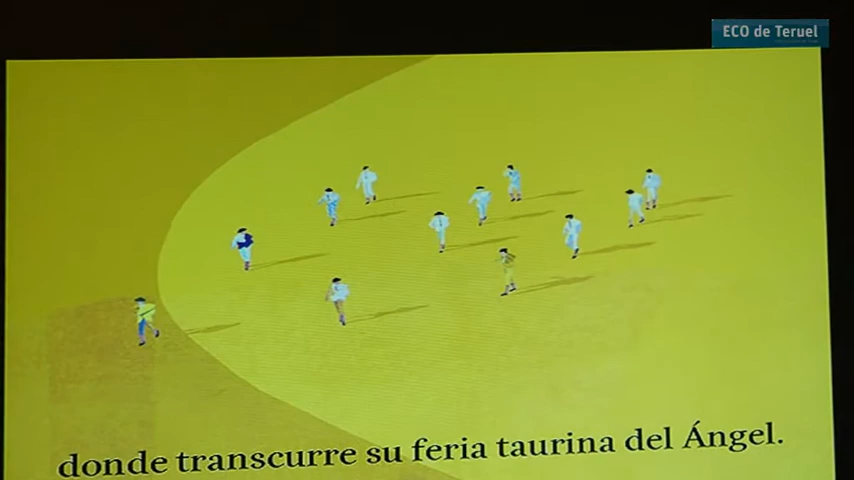 ECO de Teruel
donde transcurre su feria taurina del Ángel.